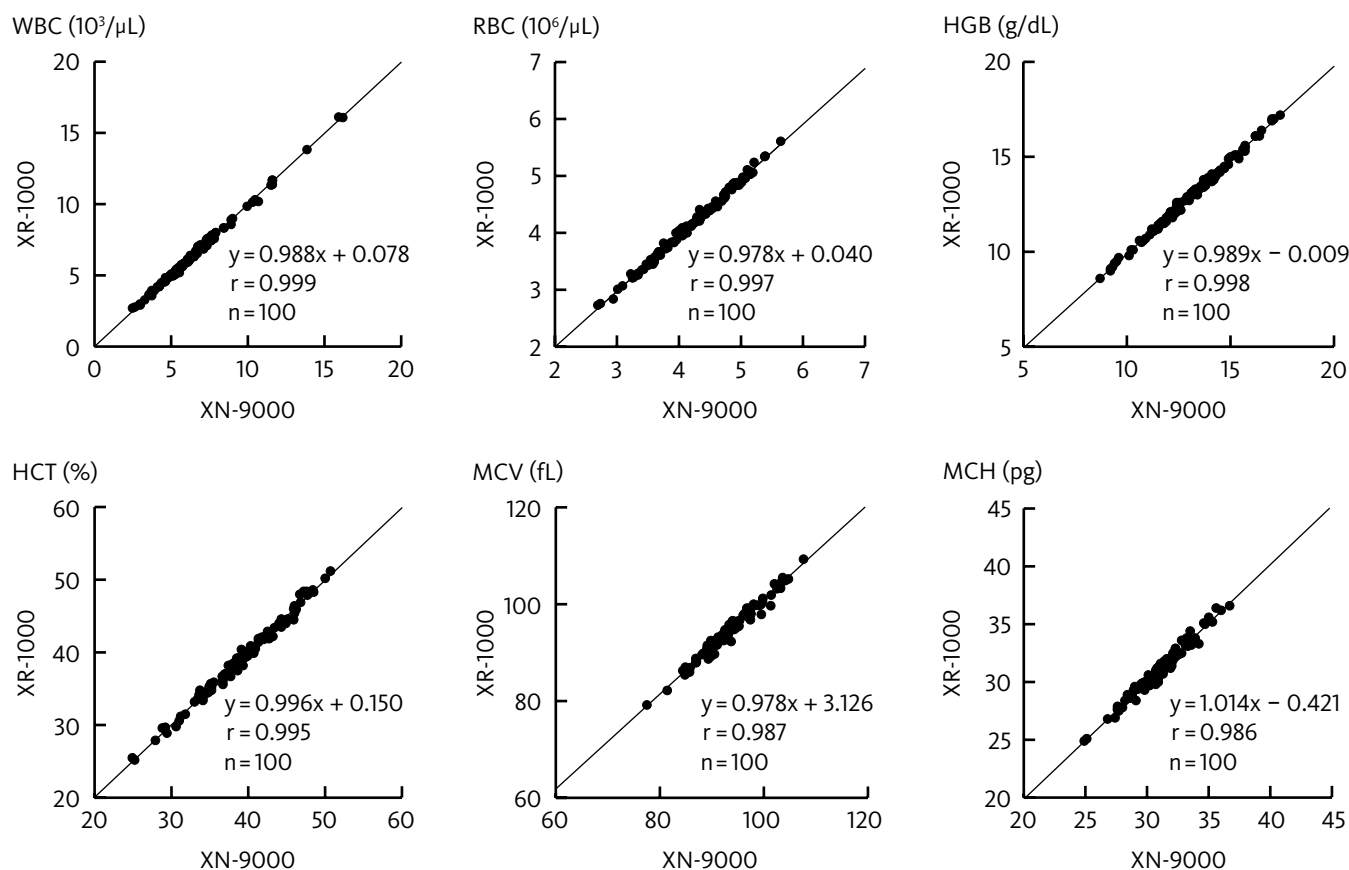 WBC (10³/μL)
20
15
10
5
0
0 5 10 15 20
XR-1000
XN-9000
y = 0.988x + 0.078
r = 0.999
n = 100
RBC (10⁶/μL)
7
6
5
4
3
2
2 3 4 5 6 7
XR-1000
XN-9000
y = 0.978x + 0.040
r = 0.997
n = 100
HGB (g/dL)
20
15
10
5
5 10 15 20
XR-1000
XN-9000
y = 0.989x − 0.009
r = 0.998
n = 100
HCT (%)
60
50
40
30
20
20 30 40 50 60
XR-1000
XN-9000
y = 0.996x + 0.150
r = 0.995
n = 100
MCV (fL)
120
100
80
60
60 80 100 120
XR-1000
XN-9000
y = 0.978x + 3.126
r = 0.987
n = 100
MCH (pg)
45
40
35
30
25
20
20 25 30 35 40 45
XR-1000
XN-9000
y = 1.014x − 0.421
r = 0.986
n = 100